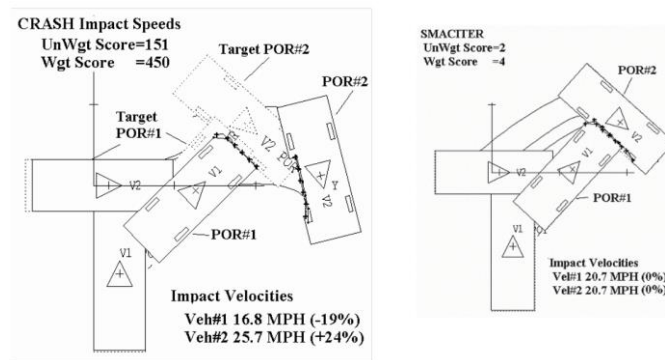 CRASH Impact Speeds
UnWgt Score=151
Wgt Score =450
Target POR#2
POR#2
Target
POR#1
V2
V1
V2
V2
POR#1
V1
Impact Velocities
Veh#1 16.8 MPH (-19%)
Veh#2 25.7 MPH (+24%)
SMACITER
UnWgt Score=2
Wgt Score =4
POR#2
V2
V2
V1
POR#1
V1
Impact Velocities
Vel#1 20.7 MPH (0%)
Vel#2 20.7 MPH (0%)